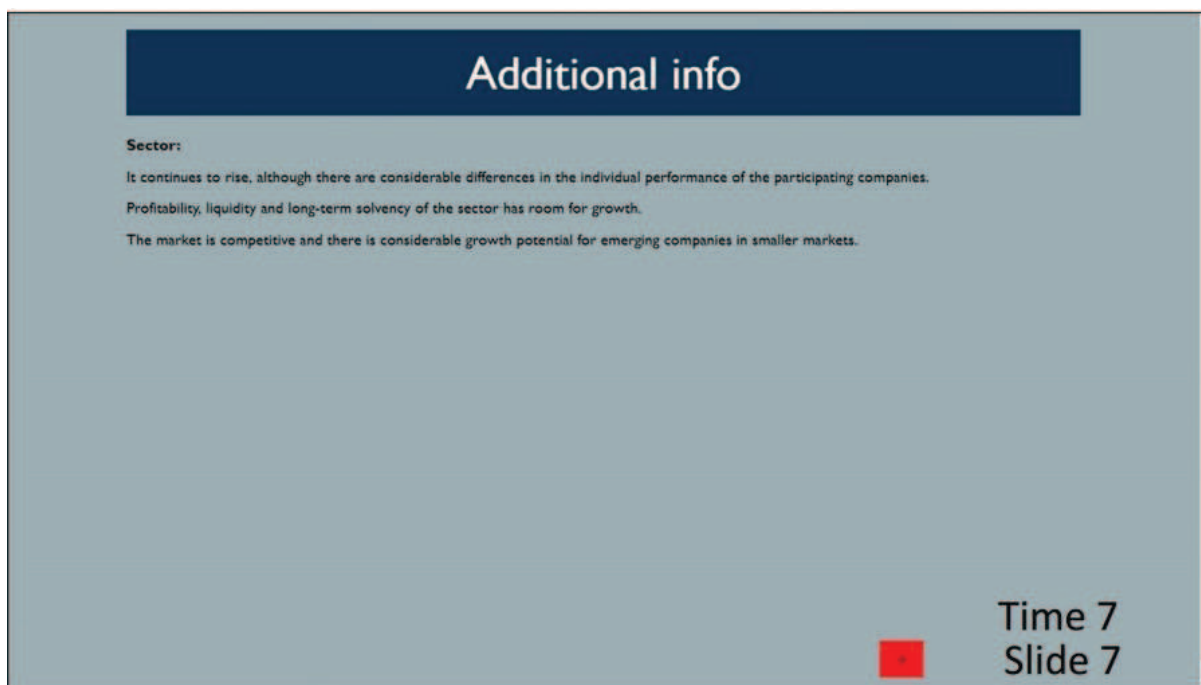 Additional info
Sector:
It continues to rise, although there are considerable differences in the individual performance of the participating companies.
Profitability, liquidity and long-term solvency of the sector has room for growth.
The market is competitive and there is considerable growth potential for emerging companies in smaller markets.
Time 7
Slide 7